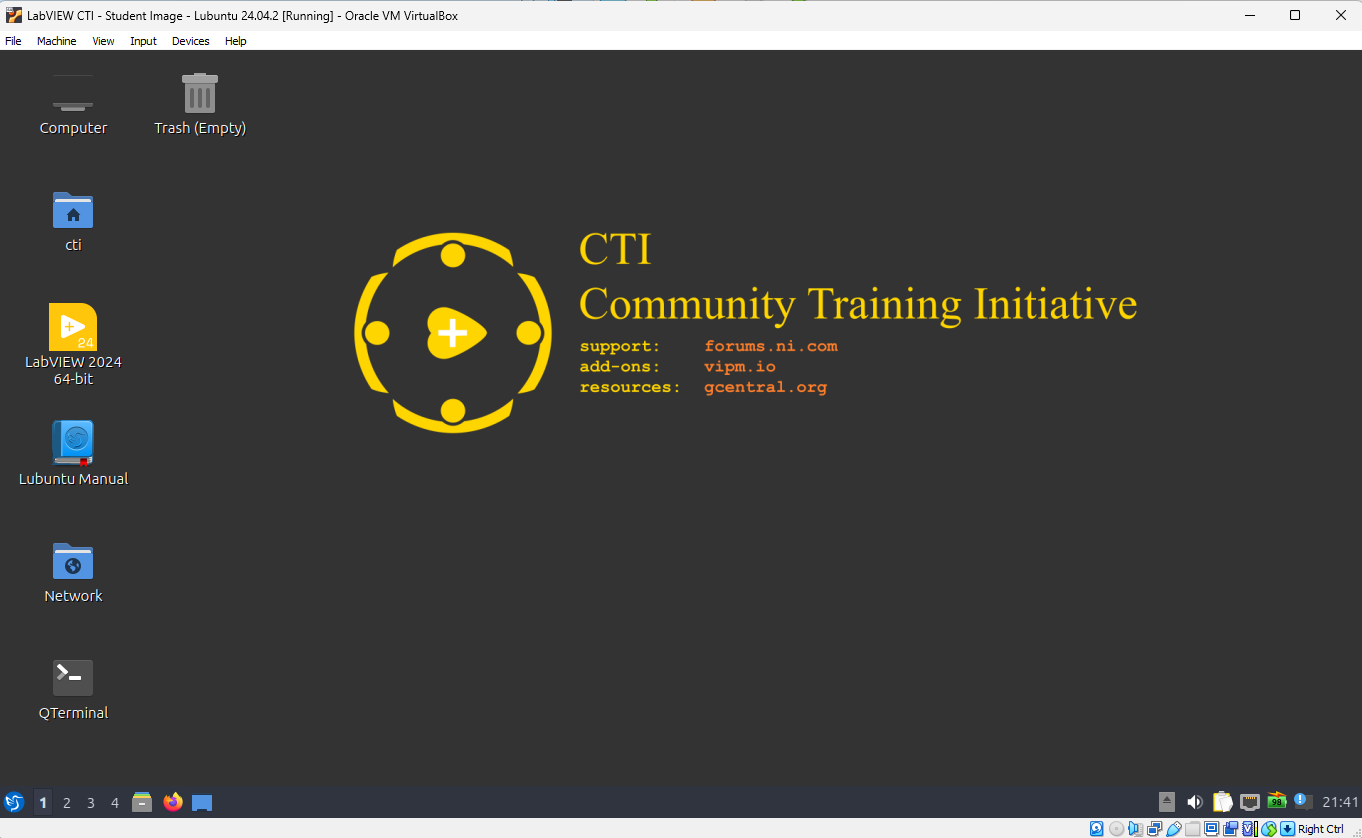 LabVIEW CTI - Student Image - Lubuntu 24.04.2 [Running] - Oracle VM VirtualBox
File Machine View Input Devices Help
Computer
Trash (Empty)
cti
LabVIEW 2024
64-bit
24
Lubuntu Manual
Network
QTerminal
CTI
Community Training Initiative
support: forums.ni.com
add-ons: vipm.io
resources: gcentral.org
1 2 3 4
98
21:41
Right Ctrl